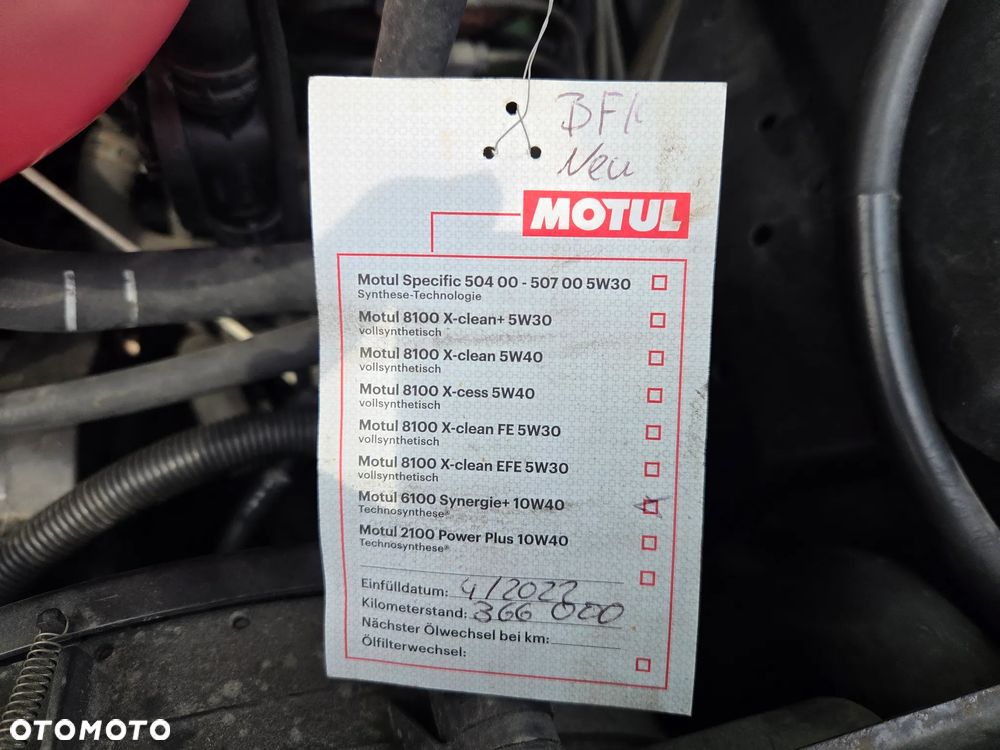 BFK
Neu
MOTUL
Motul Specific 504 00 - 507 00 5W30
Synthese-Technologie
Motul 8100 X-clean+ 5W30
vollsynthetisch
Motul 8100 X-clean 5W40
vollsynthetisch
Motul 8100 X-cess 5W40
vollsynthetisch
Motul 8100 X-clean FE 5W30
vollsynthetisch
Motul 8100 X-clean EFE 5W30
vollsynthetisch
Motul 6100 Synergie+ 10W40
Technosynthese®
Motul 2100 Power Plus 10W40
Technosynthese®
Einfülldatum: 4/2022
Kilometerstand: 366 000
Nächster Ölwechsel bei km:
Ölfilterwechsel:
OTOMOTO